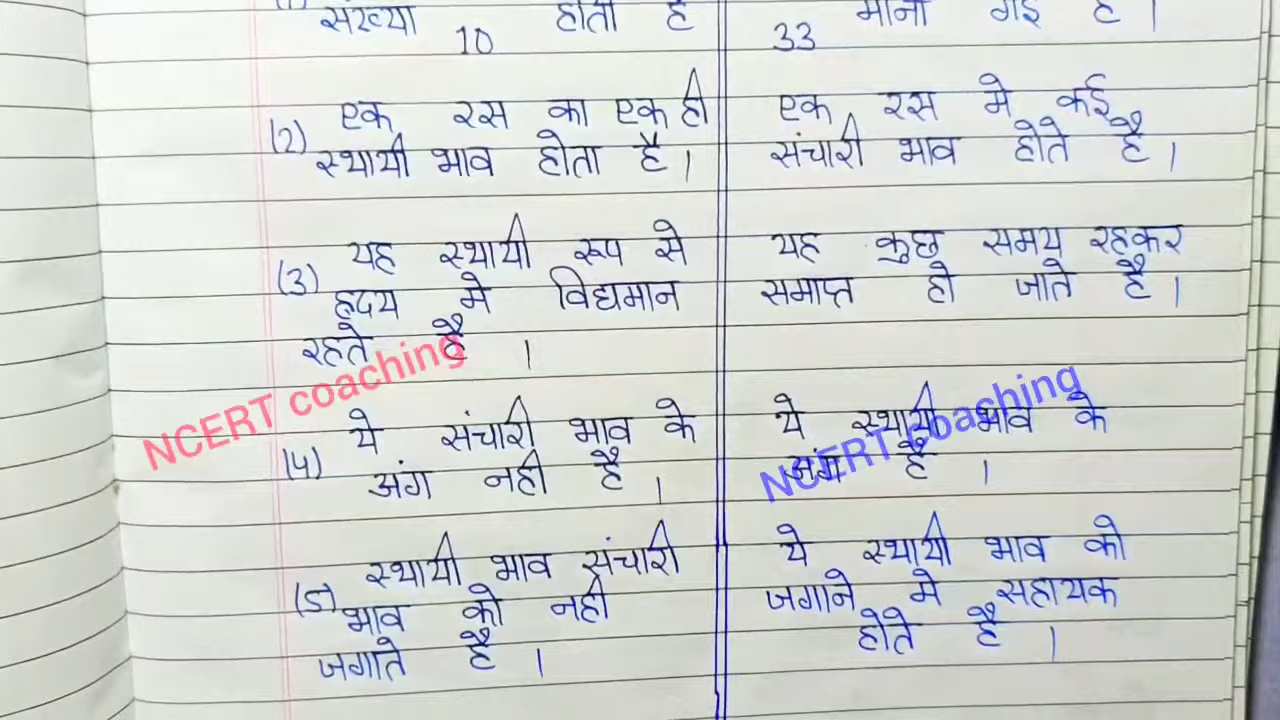 (1) संख्या 10 होती है
(2) एक रस का एक ही
स्थायी भाव होता है।
(3) यह स्थायी रूप से
हृदय मे विद्यमान
रहते है ।
(4) ये संचारी भाव के
अंग नही है ।
(5) स्थायी भाव संचारी
भाव को नही
जगाते है ।
33 मानी गई है ।
एक रस मे कई
संचारी भाव होते है ।
यह कुछ समय रहकर
समाप्त हो जाते है ।
ये स्थायी भाव के
अंग है ।
ये स्थायी भाव को
जगाने मे सहायक
होते है ।
NCERT coaching
NCERT coaching